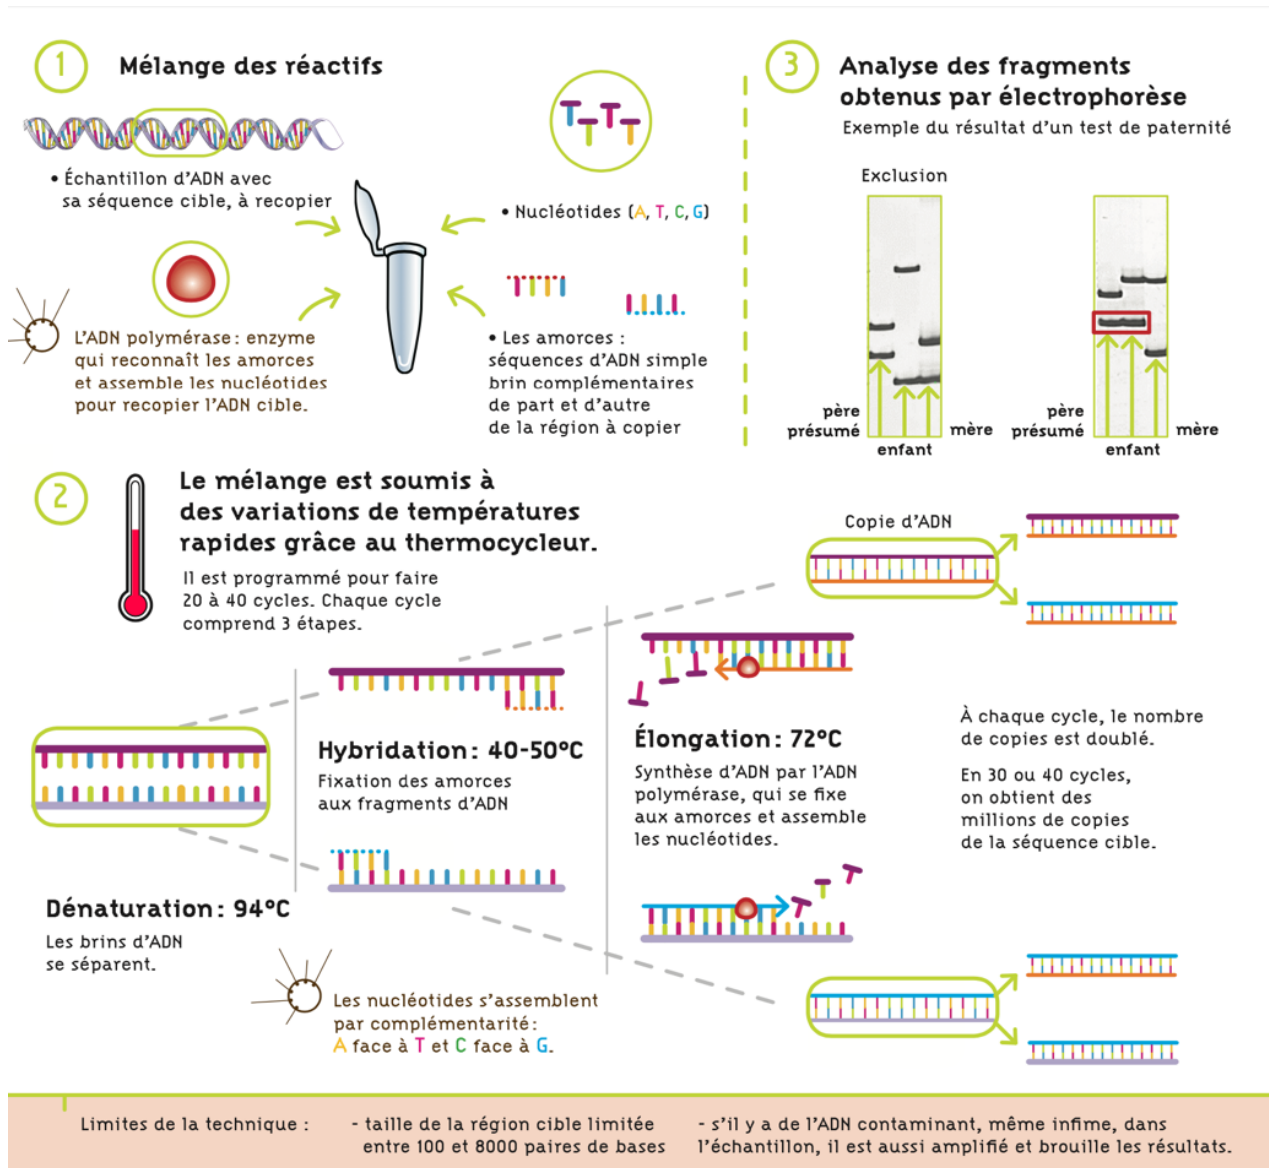 1
Mélange des réactifs
• Échantillon d’ADN avec
sa séquence cible, à recopier
• Nucléotides (A, T, C, G)
L’ADN polymérase : enzyme
qui reconnaît les amorces
et assemble les nucléotides
pour recopier l’ADN cible.
• Les amorces :
séquences d’ADN simple
brin complémentaires
de part et d’autre
de la région à copier
3
Analyse des fragments
obtenus par électrophorèse
Exemple du résultat d’un test de paternité
Exclusion
père
présumé
enfant
mère
père
présumé
enfant
mère
2
Le mélange est soumis à
des variations de températures
rapides grâce au thermocycleur.
Il est programmé pour faire
20 à 40 cycles. Chaque cycle
comprend 3 étapes.
Dénaturation : 94°C
Les brins d’ADN
se séparent.
Hybridation : 40-50°C
Fixation des amorces
aux fragments d’ADN
Les nucléotides s’assemblent
par complémentarité :
A face à T et C face à G.
Élongation : 72°C
Synthèse d’ADN par l’ADN
polymérase, qui se fixe
aux amorces et assemble
les nucléotides.
Copie d’ADN
À chaque cycle, le nombre
de copies est doublé.
En 30 ou 40 cycles,
on obtient des
millions de copies
de la séquence cible.
Limites de la technique :
- taille de la région cible limitée
entre 100 et 8000 paires de bases
- s’il y a de l’ADN contaminant, même infime, dans
l’échantillon, il est aussi amplifié et brouille les résultats.